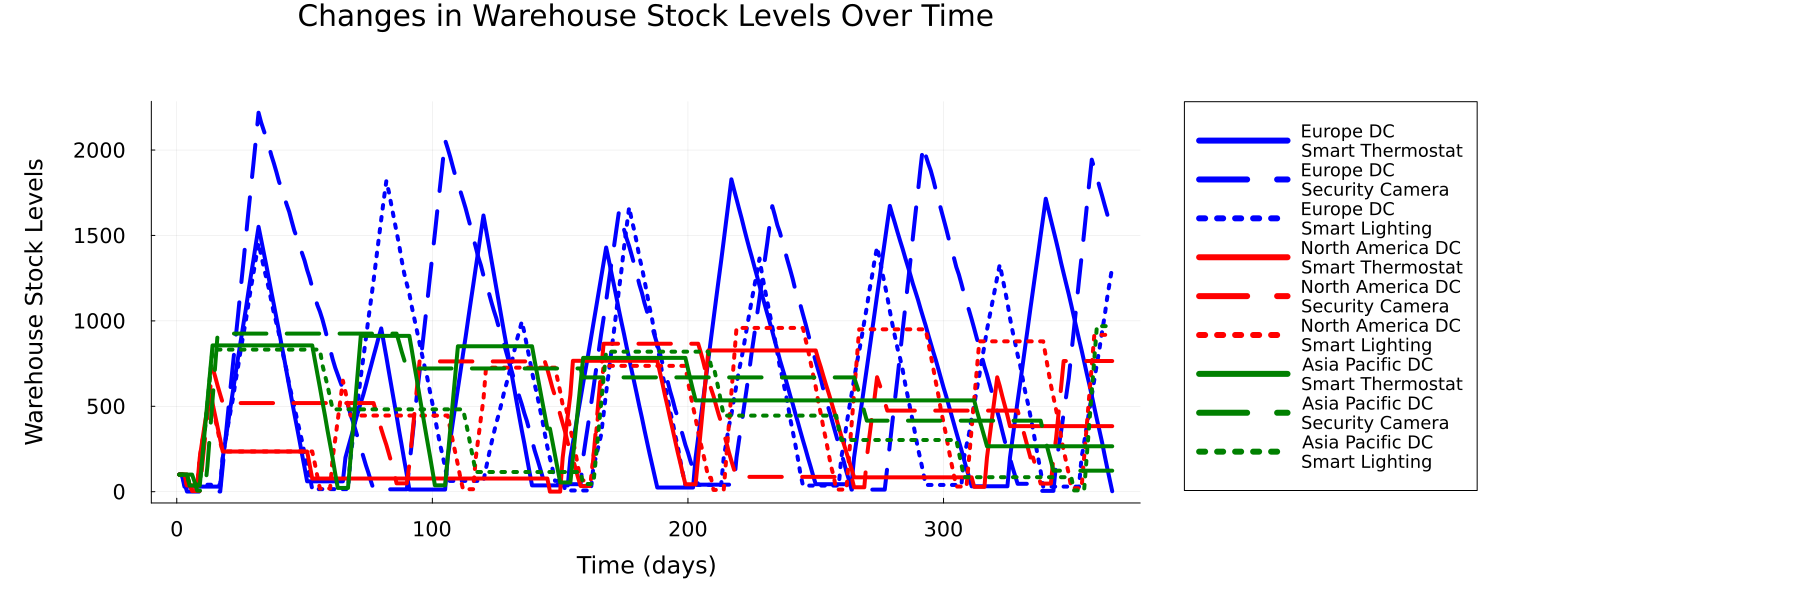 Changes in Warehouse Stock Levels Over Time
Warehouse Stock Levels
2000
1500
1000
500
0
0
100
200
300
Time (days)
Europe DC
Smart Thermostat
Europe DC
Security Camera
Europe DC
Smart Lighting
North America DC
Smart Thermostat
North America DC
Security Camera
North America DC
Smart Lighting
Asia Pacific DC
Smart Thermostat
Asia Pacific DC
Security Camera
Asia Pacific DC
Smart Lighting